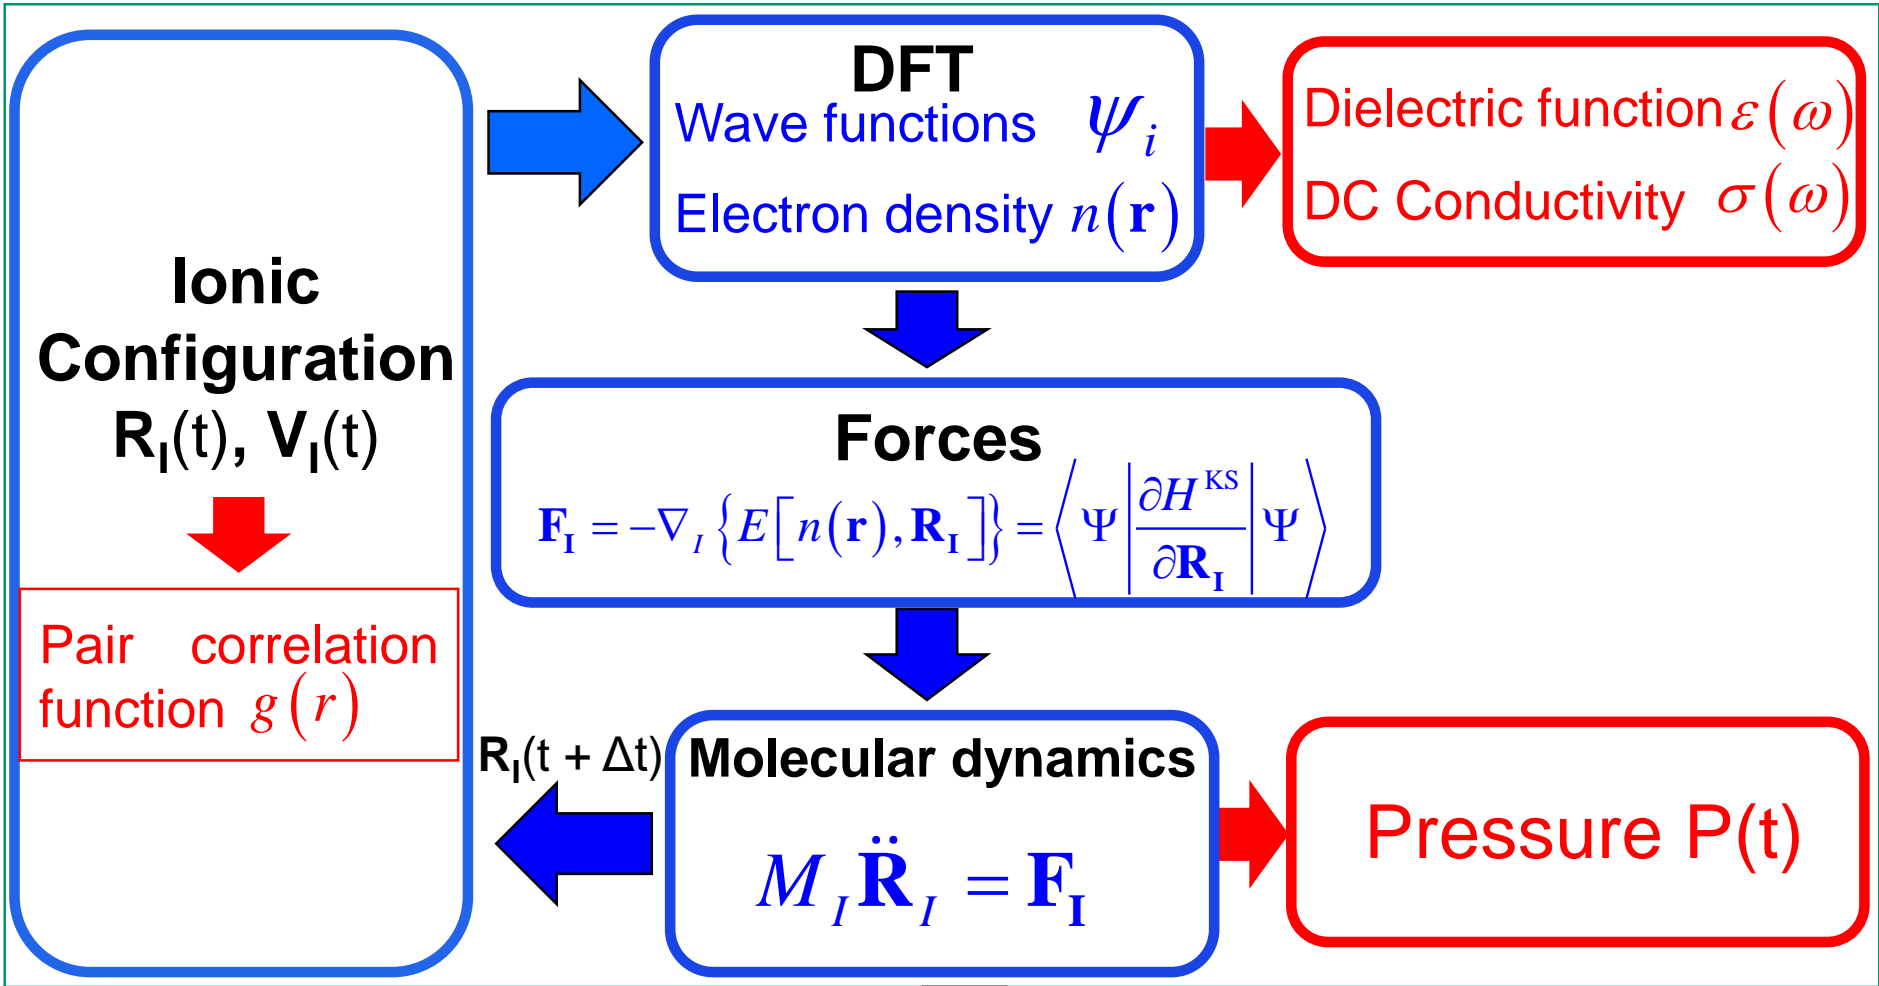 Ionic
Configuration
R_I(t), V_I(t)
Pair correlation
function g(r)
DFT
Wave functions ψ_i
Electron density n(r)
Dielectric function ε(ω)
DC Conductivity σ(ω)
Forces
F_I = −∇_I {E[n(r), R_I]} = ⟨Ψ|∂H^KS/∂R_I|Ψ⟩
R_I(t + Δt)
Molecular dynamics
M_I R̈_I = F_I
Pressure P(t)